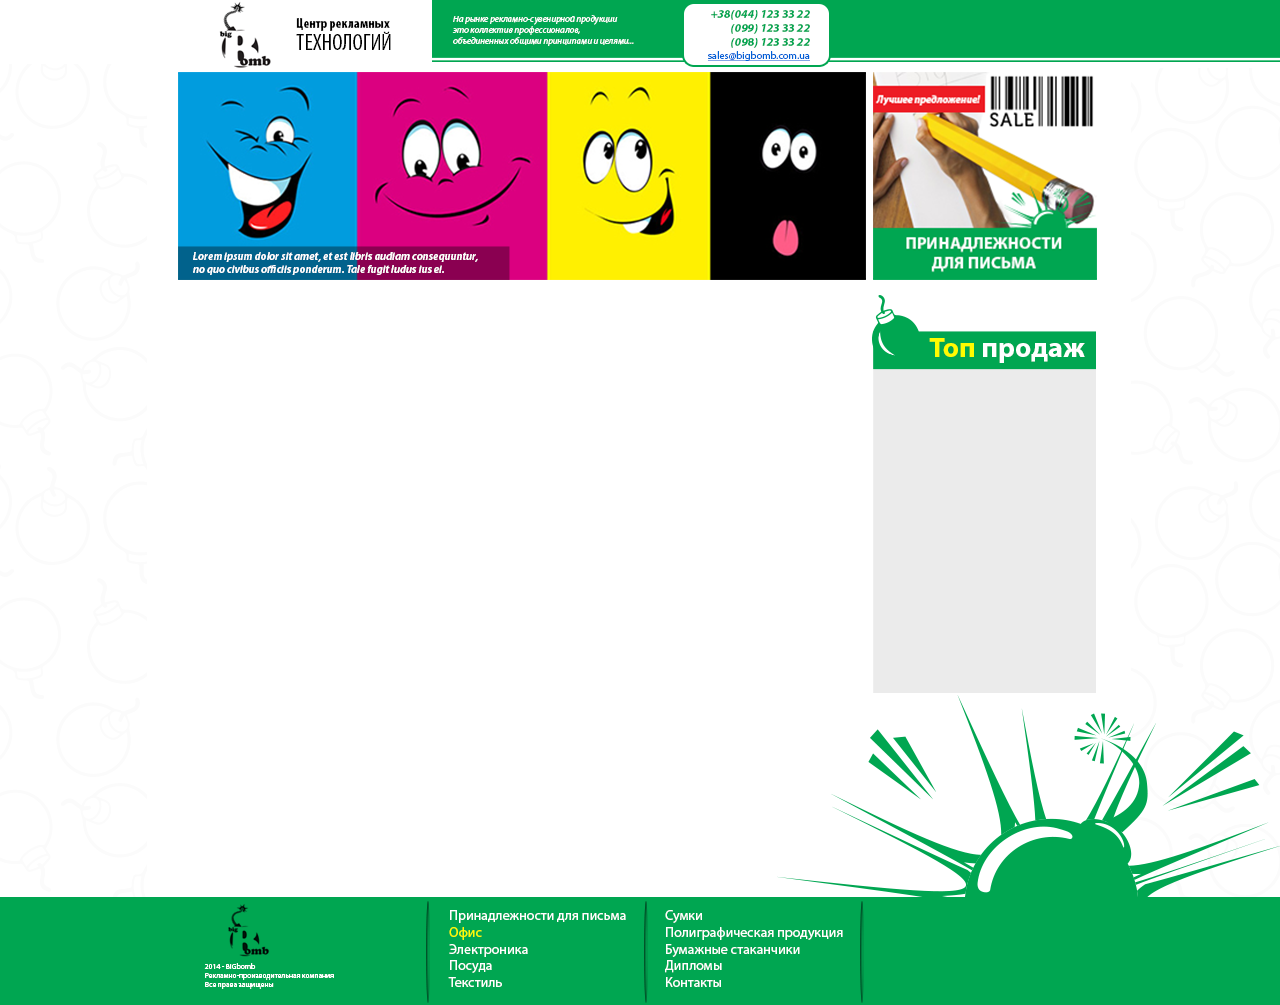 big
Bomb
Центр рекламных
ТЕХНОЛОГИЙ
На рынке рекламно-сувенирной продукции
это коллектив профессионалов,
объединенных общими принципами и целями...
+38(044) 123 33 22
(099) 123 33 22
(098) 123 33 22
sales@bigbomb.com.ua
Lorem ipsum dolor sit amet, et est libris audiam consequuntur,
no quo civibus officiis ponderum. Tale fugit ludus ius ei.
Лучшее предложение!
SALE
ПРИНАДЛЕЖНОСТИ
ДЛЯ ПИСЬМА
Топ продаж
big
Bomb
2014 - BIGbomb
Рекламно-производительная компания
Все права защищены
Принадлежности для письма
Офис
Электроника
Посуда
Текстиль
Сумки
Полиграфическая продукция
Бумажные стаканчики
Дипломы
Контакты